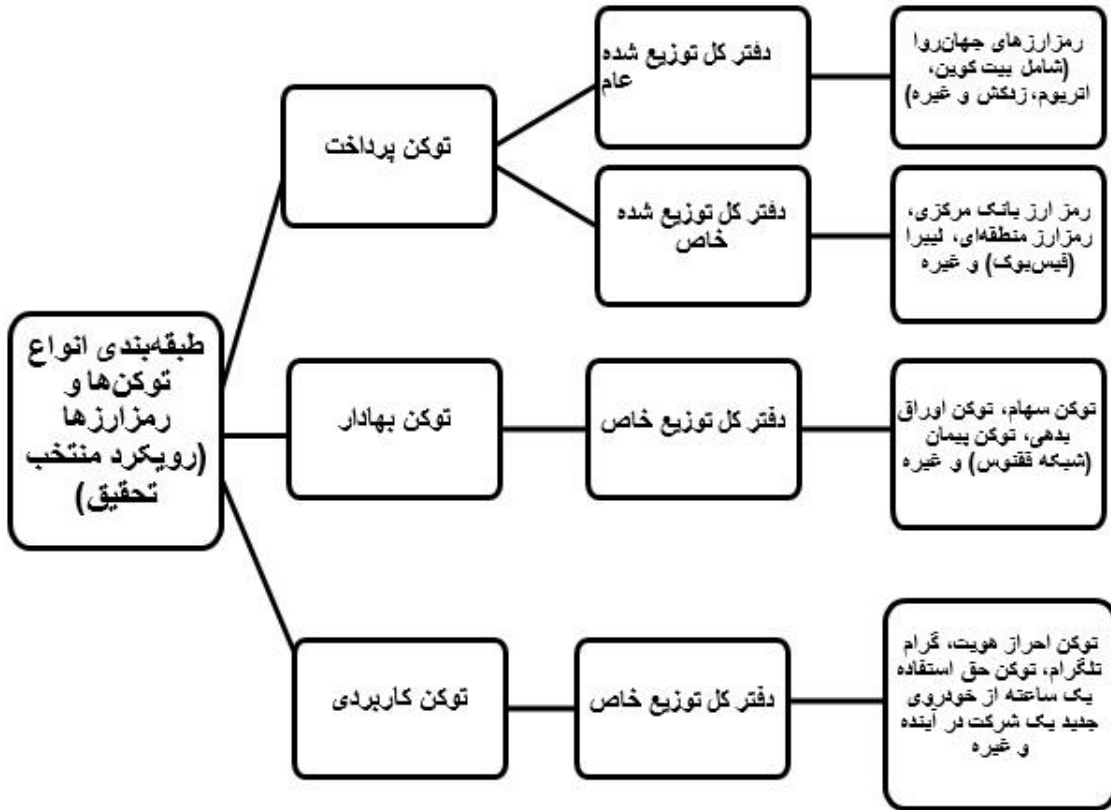 طبقه‌بندی انواع
توکن‌ها و
رمزارزها
(رویکرد منتخب
تحقیق)
توکن پرداخت
دفتر کل توزیع شده
عام
رمزارزهای جهان‌روا
(شامل بیت کوین،
اتریوم، زدکش و غیره)
دفتر کل توزیع شده
خاص
رمز ارز بانک مرکزی،
رمزارز منطقه‌ای، لیبرا
(فیس‌بوک) و غیره
توکن بهادار
دفتر کل توزیع خاص
توکن سهام، توکن اوراق
بدهی، توکن پیمان
(شبکه ققنوس) و غیره
توکن کاربردی
دفتر کل توزیع خاص
توکن احراز هویت، گرام
تلگرام، توکن حق استفاده
یک ساعته از خودروی
جدید یک شرکت در آینده
و غیره